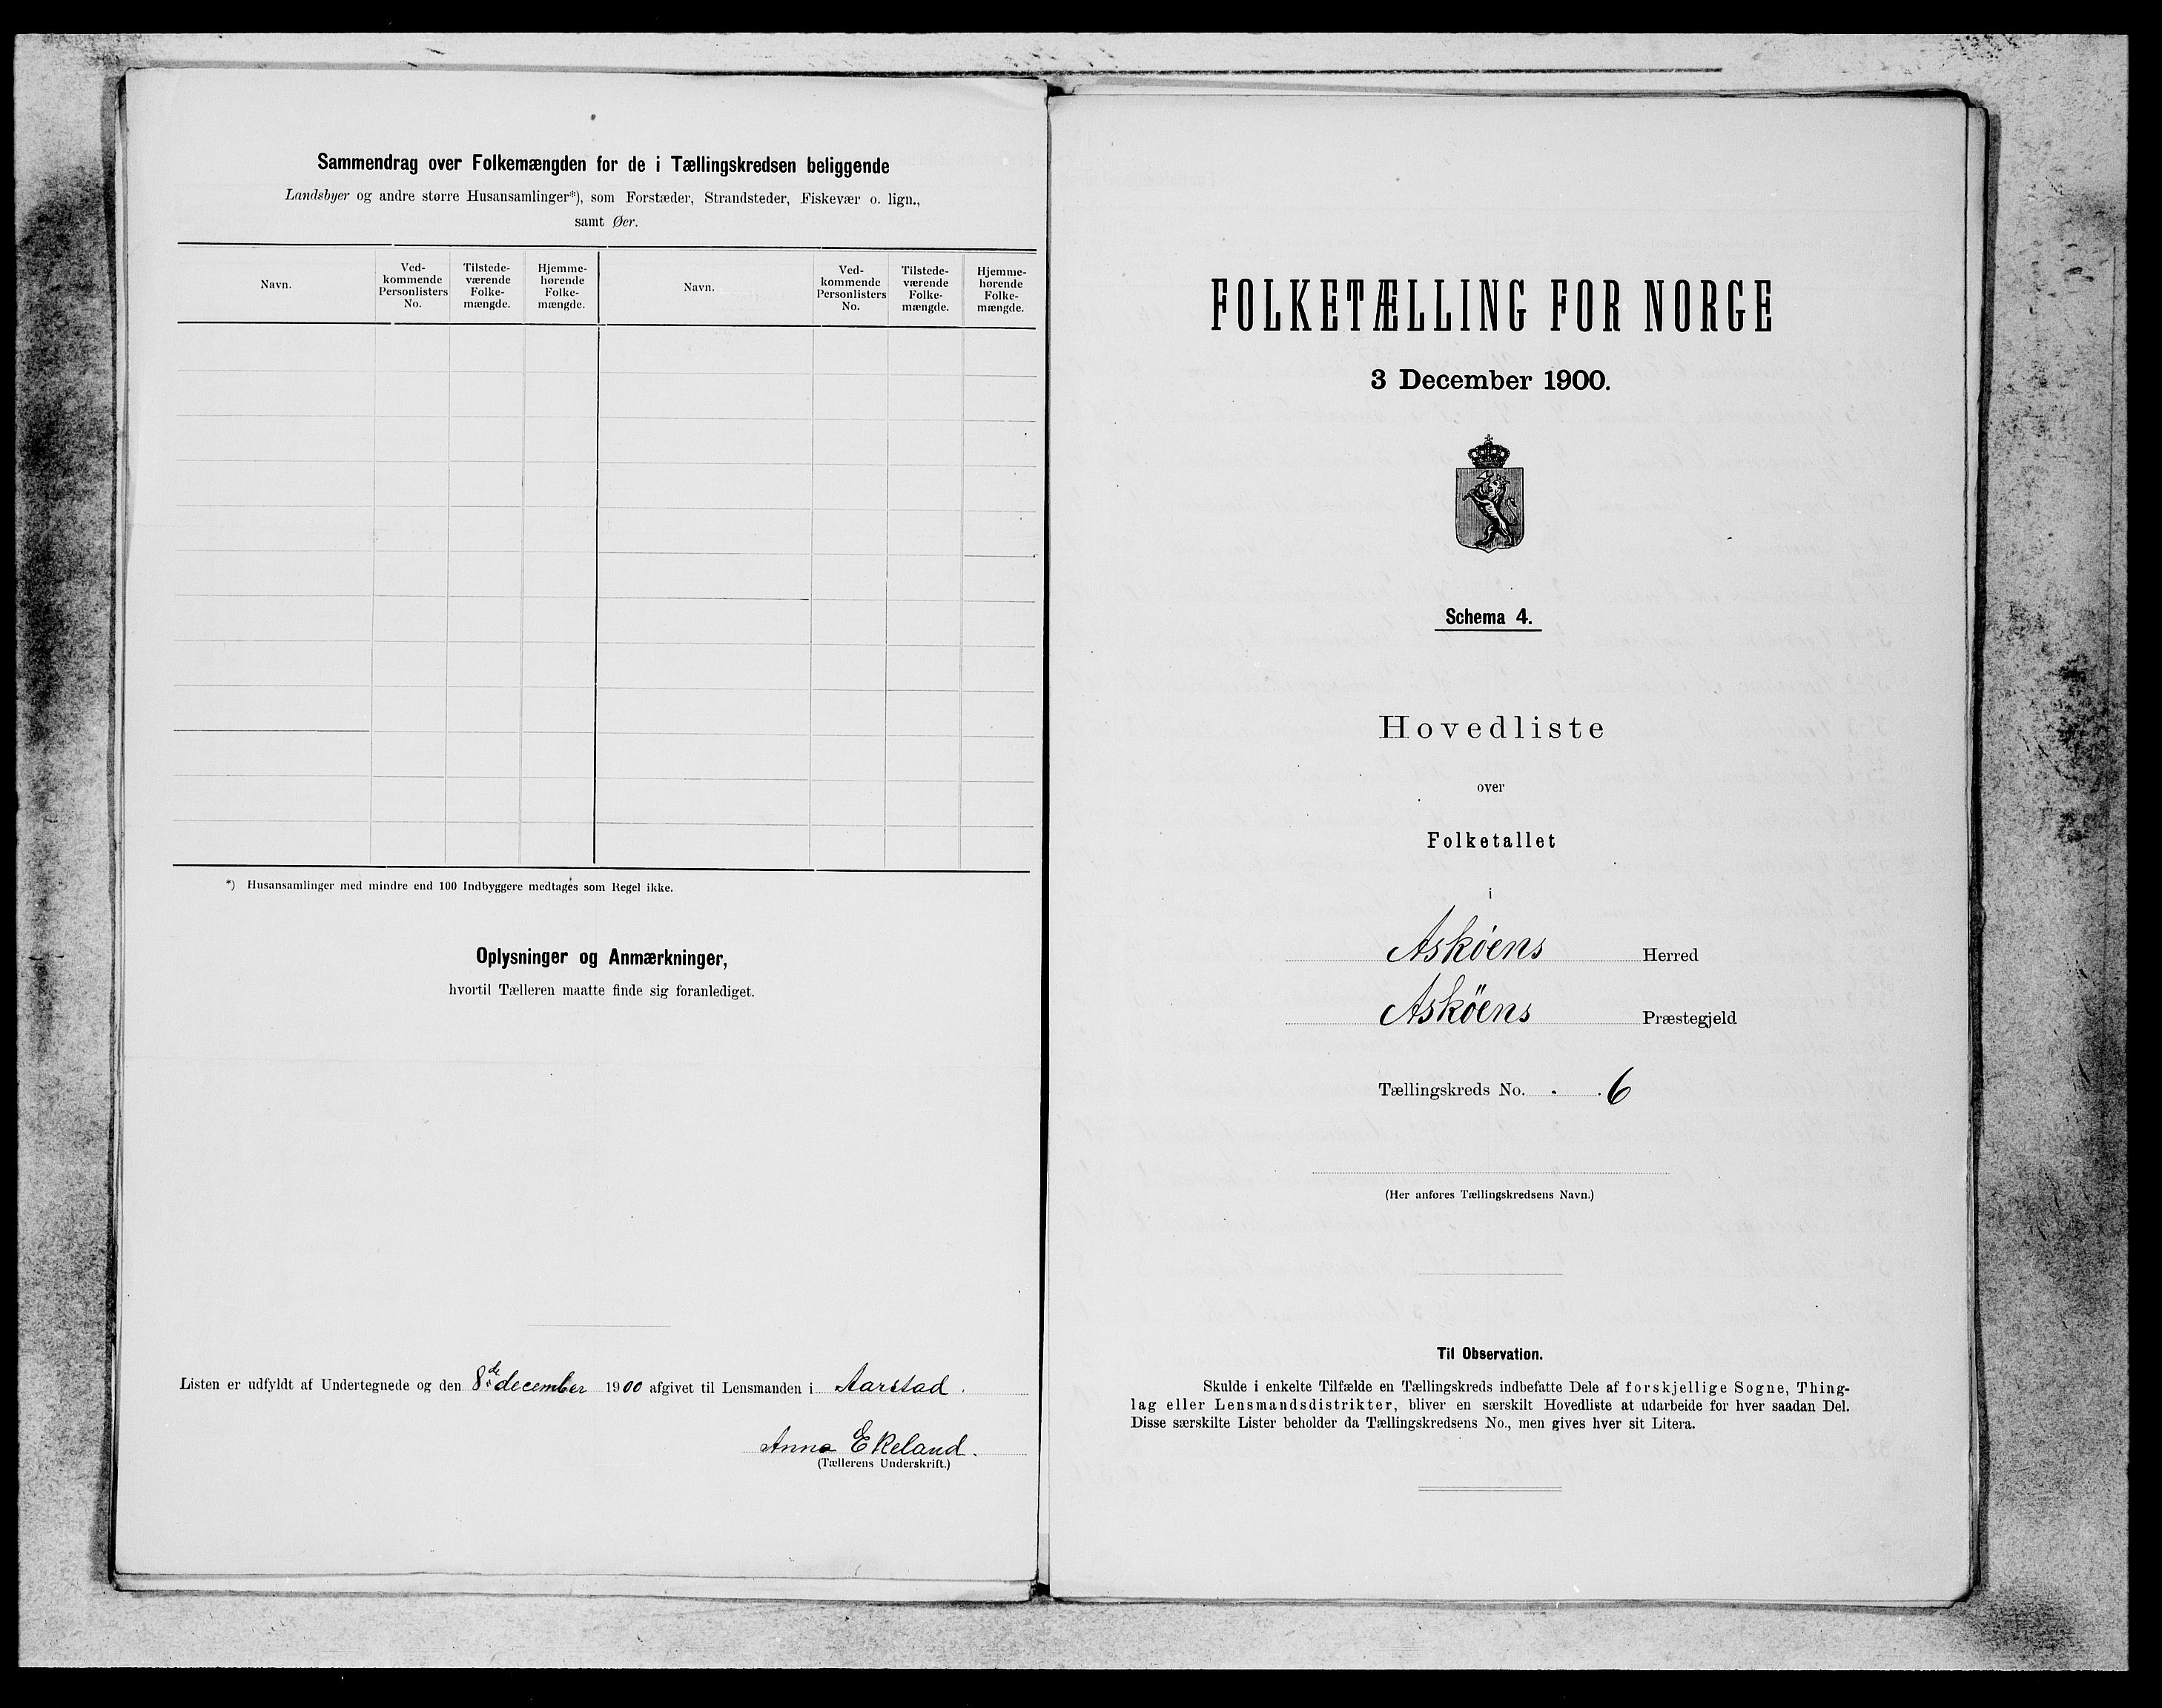 Sammendrag over Folkemængden for de i Tællingskredsen beliggende
Landsbyer og andre større Husansamlinger*), som Forstæder, Strandsteder, Fiskevær o. lign.,
samt Øer.
Navn.
Ved-
kommende
Personlisters
No.
Tilstede-
værende
Folke-
mængde.
Hjemme-
hørende
Folke-
mængde.
Navn.
Ved-
kommende
Personlisters
No.
Tilstede-
værende
Folke-
mængde.
Hjemme-
hørende
Folke-
mængde.
*) Husansamlinger med mindre end 100 Indbyggere medtages som Regel ikke.
Oplysninger og Anmærkninger,
hvortil Tælleren maatte finde sig foranlediget.
Listen er udfyldt af Undertegnede og den 8de december 1900 afgivet til Lensmanden i Aarstad.
Anna Ekeland.
(Tællerens Underskrift.)
FOLKETÆLLING FOR NORGE
3 December 1900.
Schema 4.
Hovedliste
over
Folketallet
i
Askøens Herred
Asköens Præstegjeld
Tællingskreds No. 6
(Her anføres Tællingskredsens Navn.)
Til Observation.
Skulde i enkelte Tilfælde en Tællingskreds indbefatte Dele af forskjellige Sogne, Thing-
lag eller Lensmandsdistrikter, bliver en særskilt Hovedliste at udarbeide for hver saadan Del.
Disse særskilte Lister beholder da Tællingskredsens No., men gives hver sit Litera.